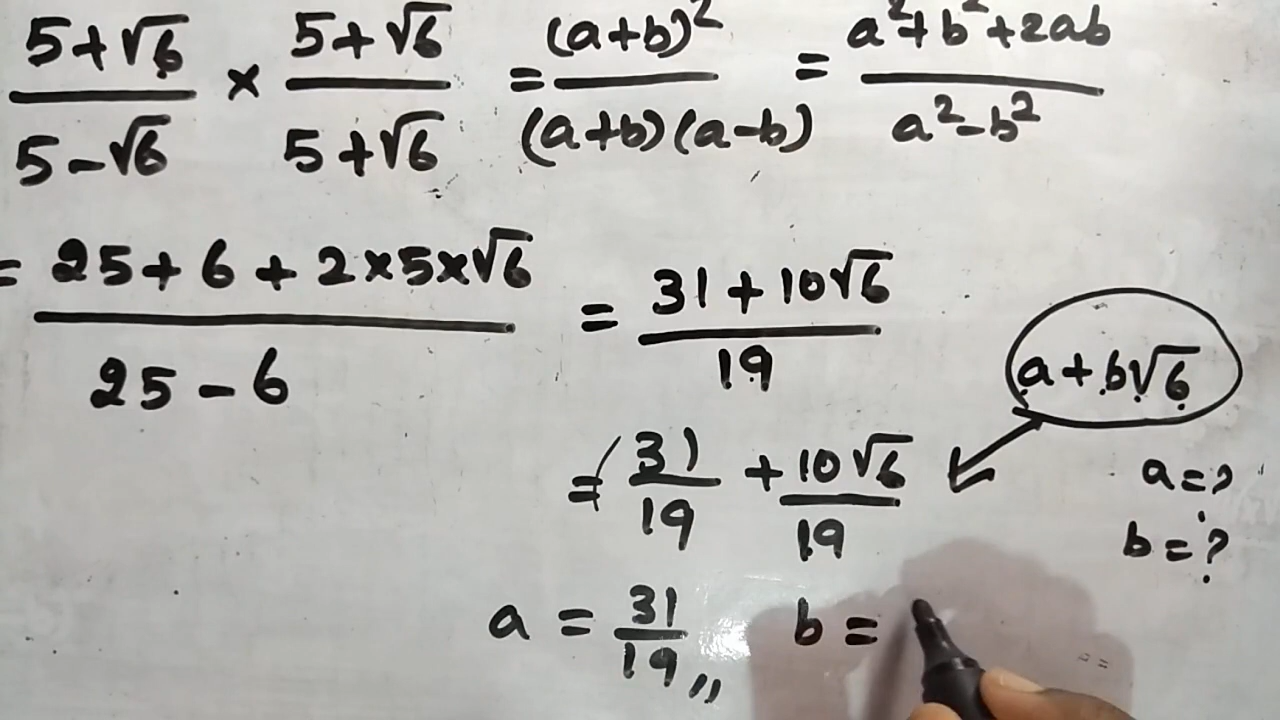 5+√6/5-√6 × 5+√6/5+√6 = (a+b)²/(a+b)(a-b) = a²+b²+2ab/a²-b²
= 25+6+2×5×√6/25-6 = 31+10√6/19
a+b√6
= 31/19 + 10√6/19
a=?
b=?
a = 31/19,, b =